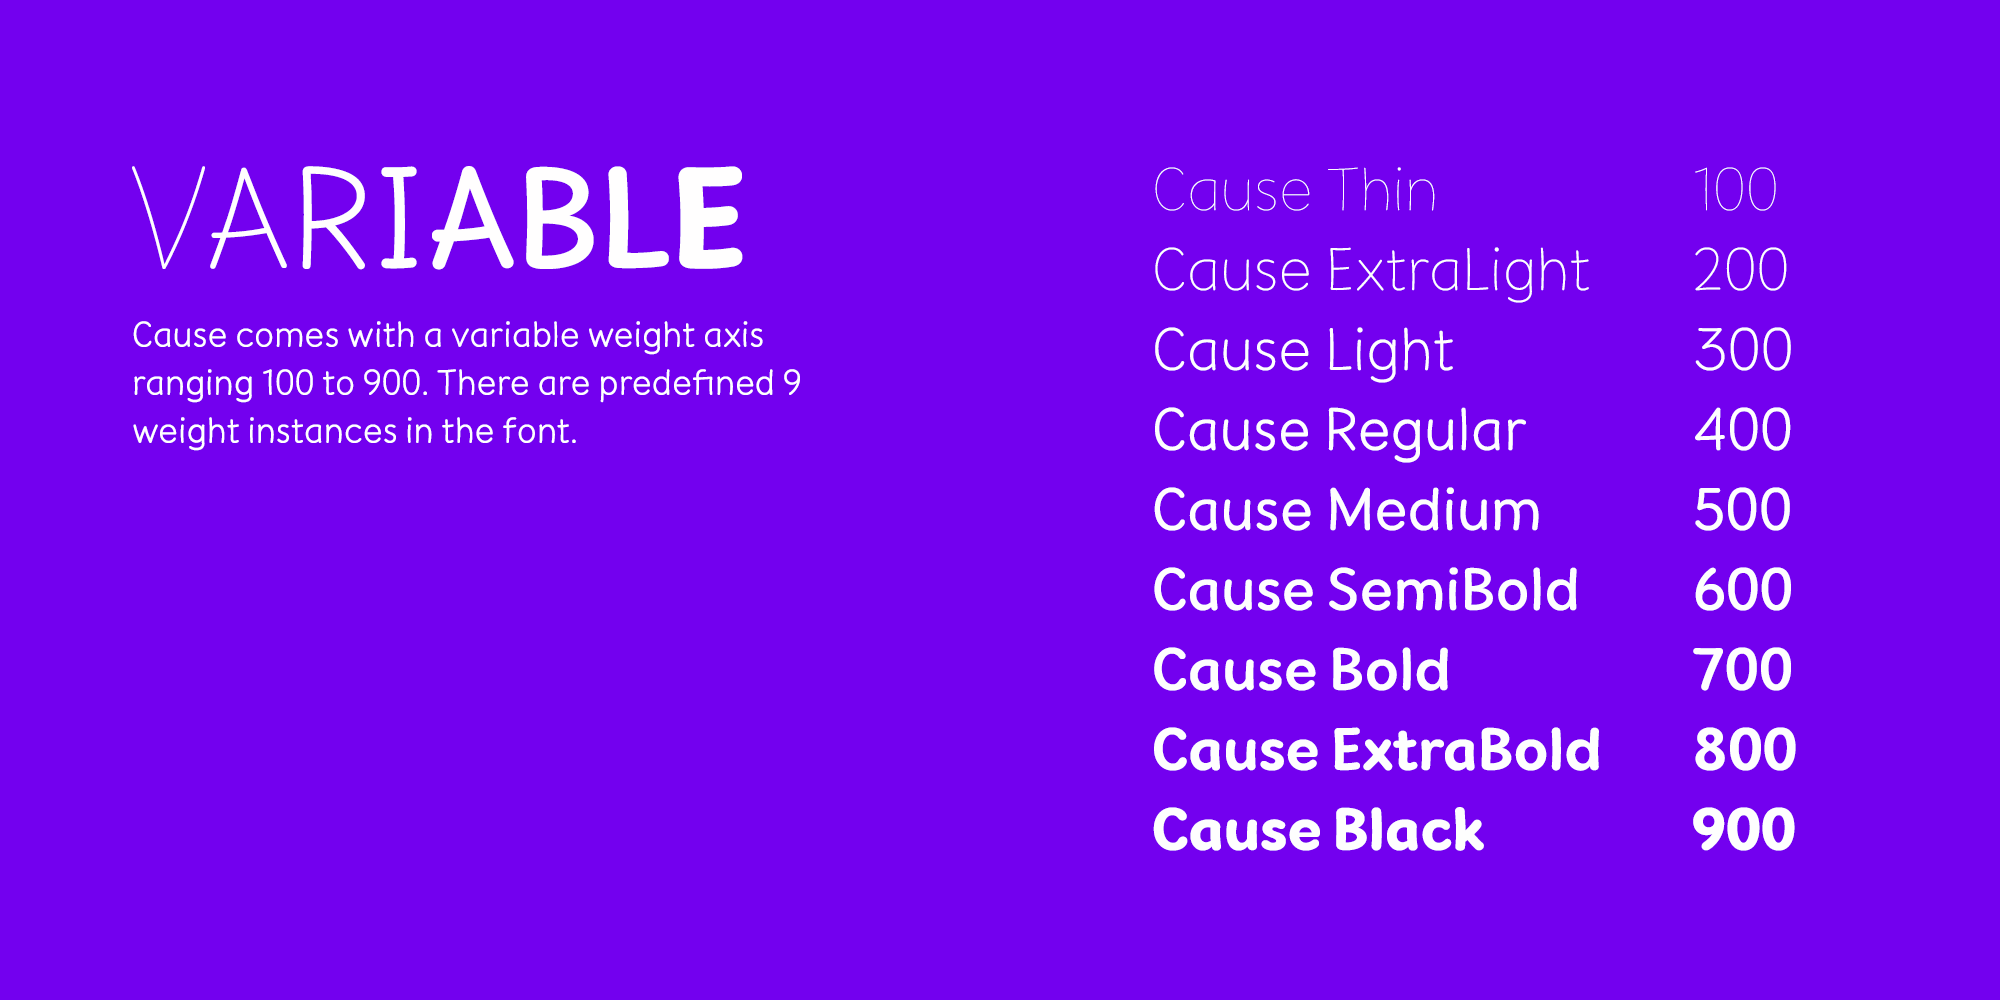 VARIABLE
Cause comes with a variable weight axis
ranging 100 to 900. There are predefined 9
weight instances in the font.
Cause Thin 100
Cause ExtraLight 200
Cause Light 300
Cause Regular 400
Cause Medium 500
Cause SemiBold 600
Cause Bold 700
Cause ExtraBold 800
Cause Black 900